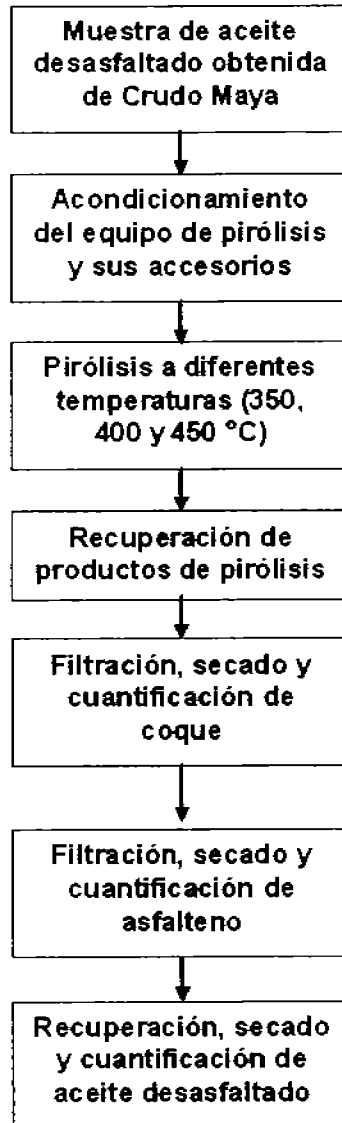 Muestra de aceite
desasfaltado obtenida
de Crudo Maya
Acondicionamiento
del equipo de pirólisis
y sus accesorios
Pirólisis a diferentes
temperaturas (350,
400 y 450 °C)
Recuperación de
productos de pirólisis
Filtración, secado y
cuantificación de
coque
Filtración, secado y
cuantificación de
asfalteno
Recuperación, secado
y cuantificación de
aceite desasfaltado